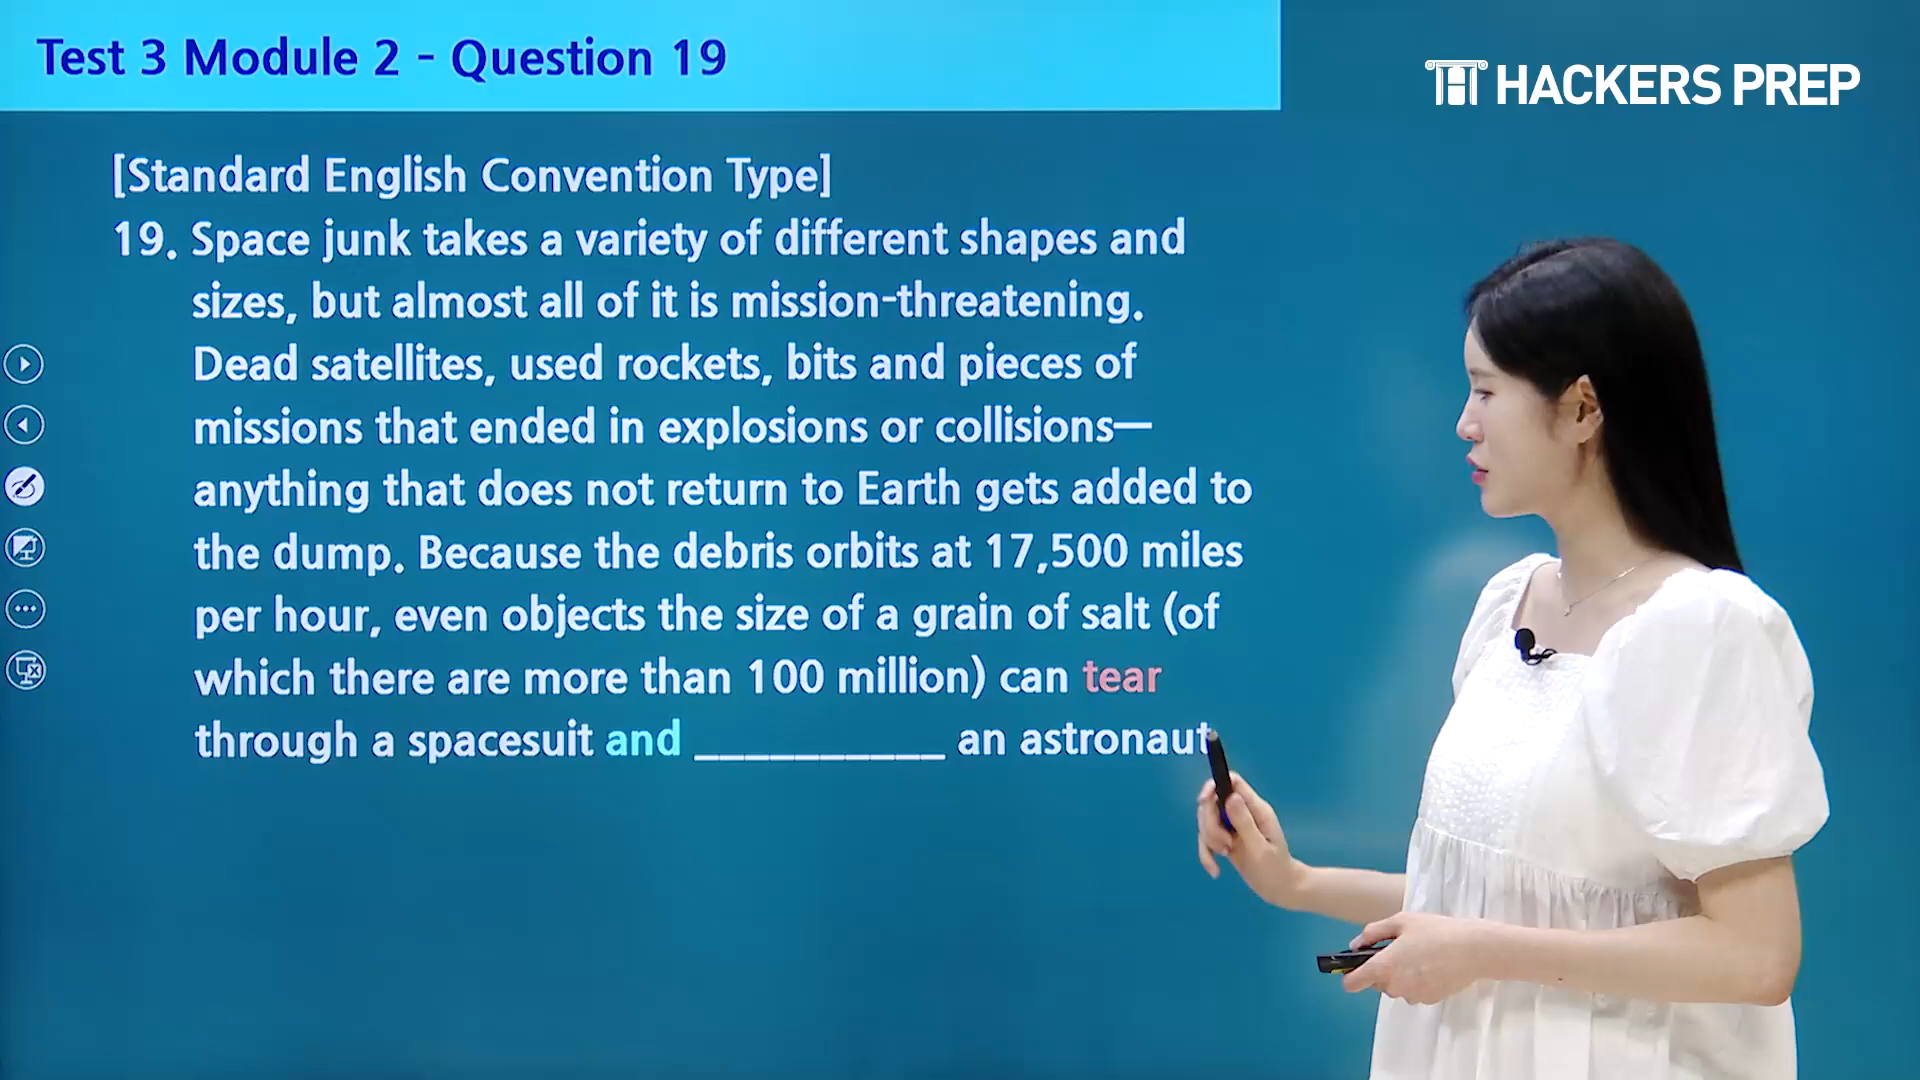 Test 3 Module 2 - Question 19
HACKERS PREP
[Standard English Convention Type]
19. Space junk takes a variety of different shapes and
sizes, but almost all of it is mission-threatening.
Dead satellites, used rockets, bits and pieces of
missions that ended in explosions or collisions—
anything that does not return to Earth gets added to
the dump. Because the debris orbits at 17,500 miles
per hour, even objects the size of a grain of salt (of
which there are more than 100 million) can tear
through a spacesuit and __________ an astronaut.